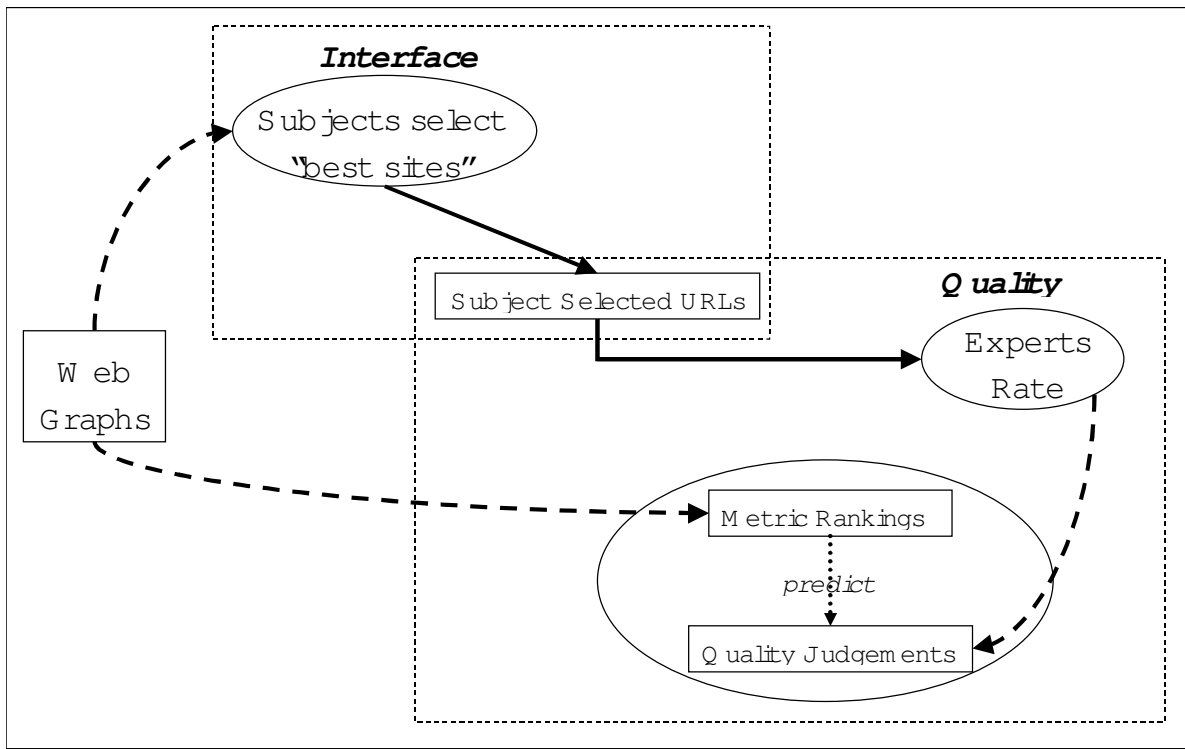 Interface
Subjects select
“best sites”
Subject Selected URLs
Quality
Experts
Rate
Web
Graphs
Metric Rankings
predict
Quality Judgements